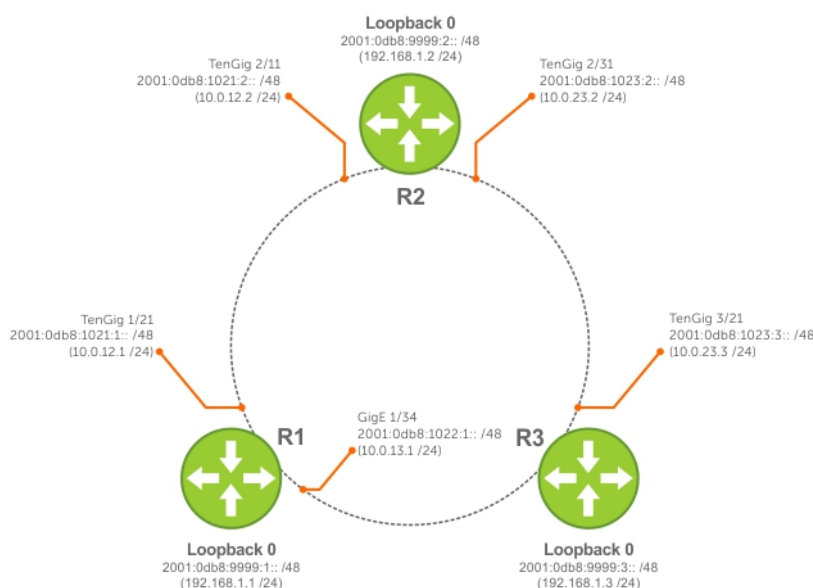 Loopback 0
2001:0db8:9999:2:: /48
(192.168.1.2 /24)
TenGig 2/11
2001:0db8:1021:2:: /48
(10.0.12.2 /24)
TenGig 2/31
2001:0db8:1023:2:: /48
(10.0.23.2 /24)
R2
TenGig 1/21
2001:0db8:1021:1:: /48
(10.0.12.1 /24)
TenGig 3/21
2001:0db8:1023:3:: /48
(10.0.23.3 /24)
GigE 1/34
2001:0db8:1022:1:: /48
(10.0.13.1 /24)
R1
R3
Loopback 0
2001:0db8:9999:1:: /48
(192.168.1.1 /24)
Loopback 0
2001:0db8:9999:3:: /48
(192.168.1.3 /24)